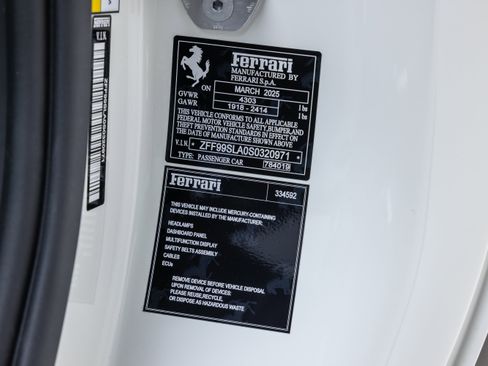 Ferrari
MANUFACTURED BY
FERRARI S.p.A.
ON MARCH 2025
GVWR 4303 lbs
GAWR 1918 - 2414 lbs
THIS VEHICLE CONFORMS TO ALL APPLICABLE
FEDERAL MOTOR VEHICLE SAFETY, BUMPER, AND
THEFT PREVENTION STANDARDS IN EFFECT ON
THE DATE OF MANUFACTURE SHOWN ABOVE
V.I.N. * ZFF99SLA0S0320971 *
TYPE: PASSENGER CAR 784019
Ferrari 334592
THIS VEHICLE MAY INCLUDE MERCURY-CONTAINING
DEVICES INSTALLED BY THE MANUFACTURER:
HEADLAMPS
DASHBOARD PANEL
MULTIFUNCTION DISPLAY
SAFETY BELTS ASSEMBLY
CABLES
ECUs
REMOVE DEVICE BEFORE VEHICLE DISPOSAL
UPON REMOVAL OF DEVICES:
PLEASE REUSE, RECYCLE,
OR DISPOSE AS HAZARDOUS WASTE
V.I.N.